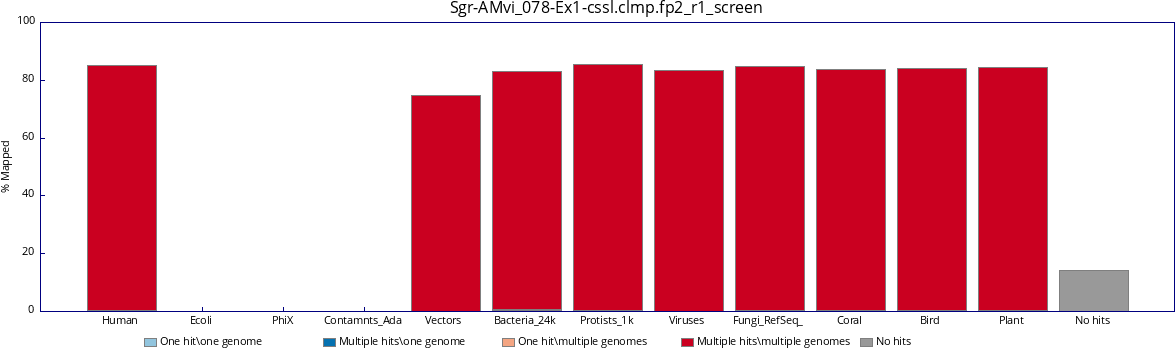 Sgr-AMvi_078-Ex1-cssl.clmp.fp2_r1_screen
100
80
60
40
20
0
% Mapped
Human Ecoli PhiX Contamnts_Ada Vectors Bacteria_24k Protists_1k Viruses Fungi_RefSeq_ Coral Bird Plant No hits
One hit\one genome Multiple hits\one genome One hit\multiple genomes Multiple hits\multiple genomes No hits